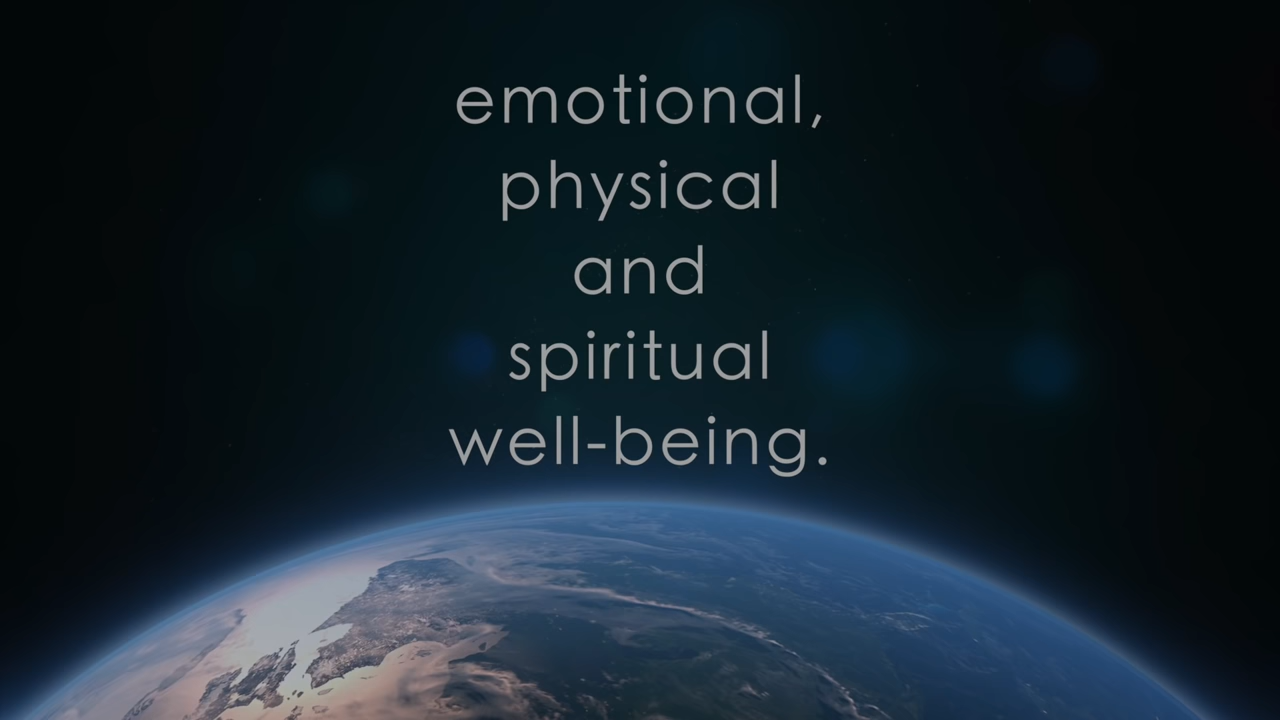 emotional,
physical
and
spiritual
well-being.